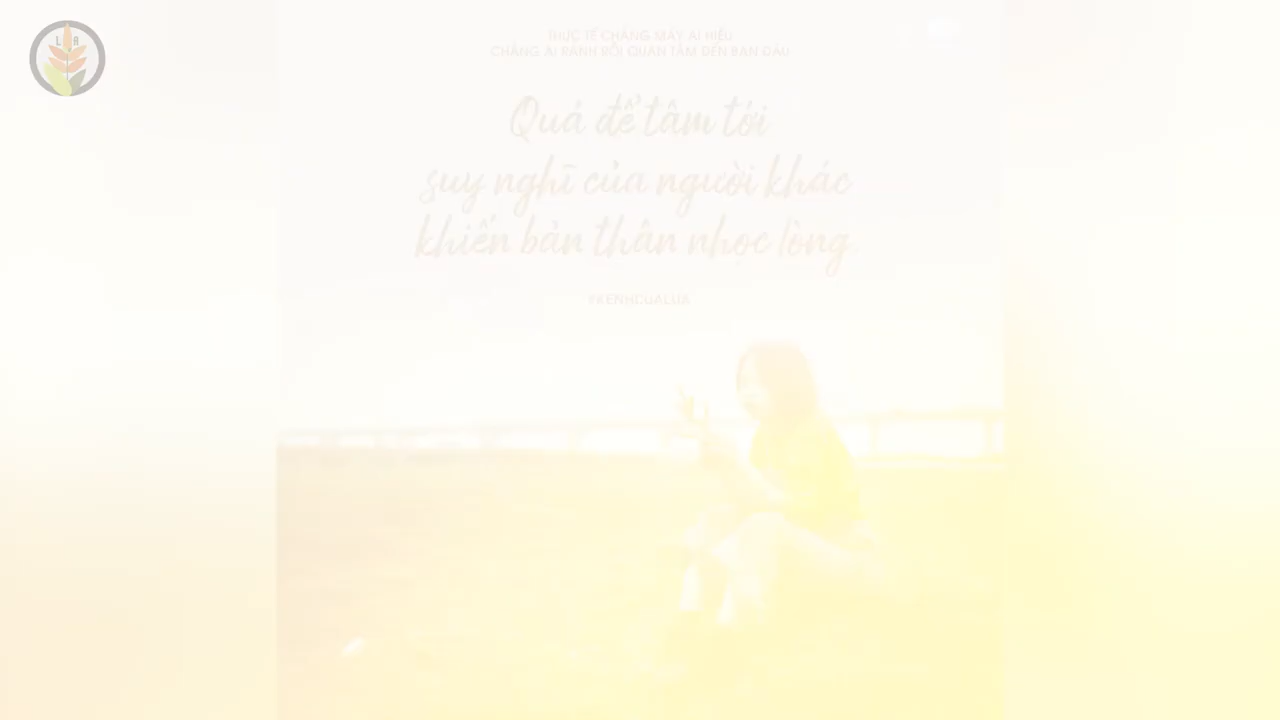 LA
THỰC TẾ CHẲNG MẤY AI HIỂU
CHẲNG AI RẢNH RỖI QUAN TÂM ĐẾN BẠN ĐÂU
Quá để tâm tới
suy nghĩ của người khác
khiến bản thân nhọc lòng
#KENHCUALUA